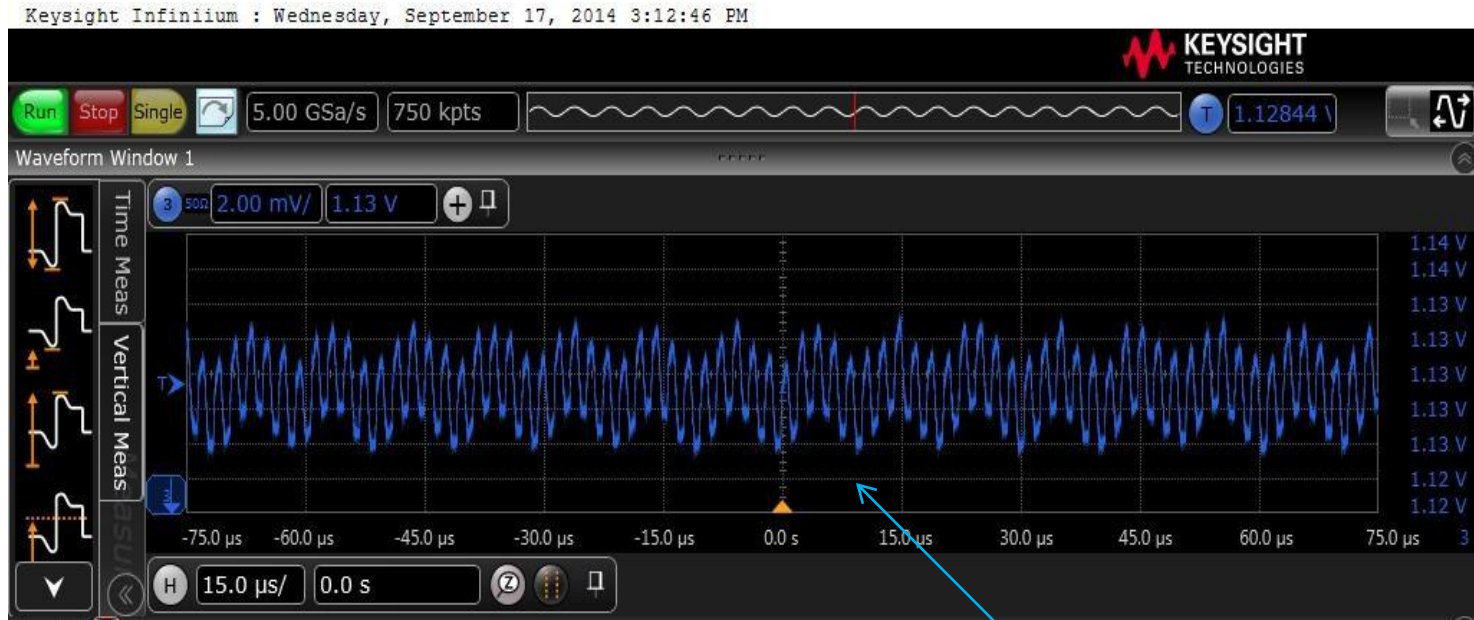 Keysight Infiniium : Wednesday, September 17, 2014 3:12:46 PM
KEYSIGHT
TECHNOLOGIES
Run Stop Single 5.00 GSa/s 750 kpts T 1.12844 V
Waveform Window 1
Time Meas
Vertical Meas
3 50Ω 2.00 mV/ 1.13 V +
1.14 V
1.14 V
1.13 V
1.13 V
T 1.13 V
1.13 V
1.13 V
1.12 V
3 1.12 V
-75.0 µs -60.0 µs -45.0 µs -30.0 µs -15.0 µs 0.0 s 15.0 µs 30.0 µs 45.0 µs 60.0 µs 75.0 µs 3
H 15.0 µs/ 0.0 s Z